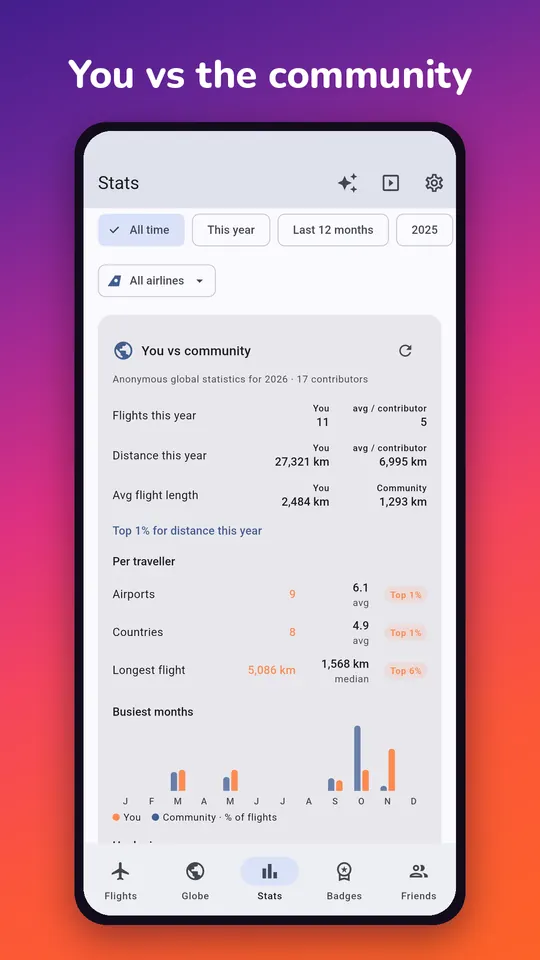 You vs the community
Stats
All time
This year
Last 12 months
2025
All airlines
You vs community
Anonymous global statistics for 2026 · 17 contributors
Flights this year
You
11
avg / contributor
5
Distance this year
You
27,321 km
avg / contributor
6,995 km
Avg flight length
You
2,484 km
Community
1,293 km
Top 1% for distance this year
Per traveller
Airports
9
6.1
avg
Top 1%
Countries
8
4.9
avg
Top 1%
Longest flight
5,086 km
1,568 km
median
Top 6%
Busiest months
J F M A M J J A S O N D
You
Community · % of flights
Flights
Globe
Stats
Badges
Friends